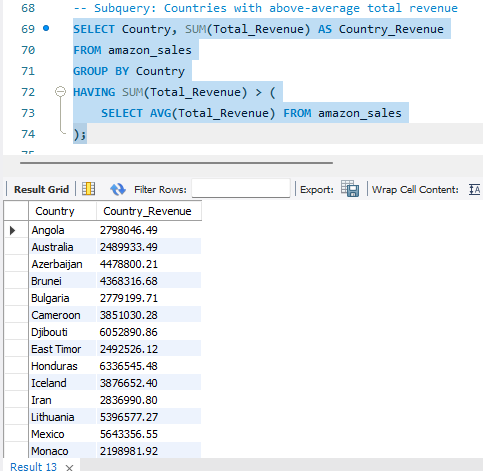 68 -- Subquery: Countries with above-average total revenue
69 SELECT Country, SUM(Total_Revenue) AS Country_Revenue
70 FROM amazon_sales
71 GROUP BY Country
72 HAVING SUM(Total_Revenue) > (
73 SELECT AVG(Total_Revenue) FROM amazon_sales
74 );
Result Grid Filter Rows: Export: Wrap Cell Content: IA
Country Country_Revenue
Angola 2798046.49
Australia 2489933.49
Azerbaijan 4478800.21
Brunei 4368316.68
Bulgaria 2779199.71
Cameroon 3851030.28
Djibouti 6052890.86
East Timor 2492526.12
Honduras 6336545.48
Iceland 3876652.40
Iran 2836990.80
Lithuania 5396577.27
Mexico 5643356.55
Monaco 2198981.92
Result 13 ×